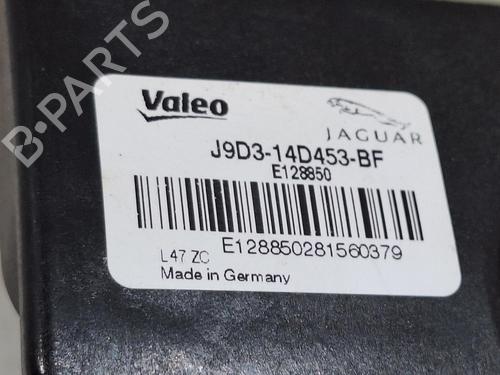 B-PARTS
Valeo
JAGUAR
J9D3-14D453-BF
E128850
E128850281560379
L47 ZC
Made in Germany